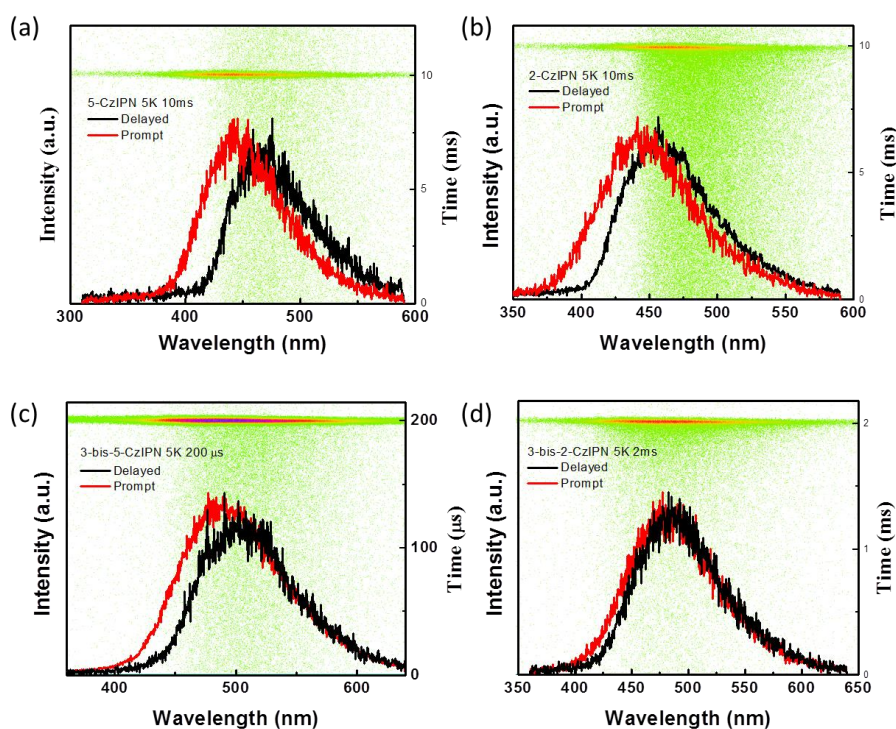 (a)
5-CzIPN 5K 10ms
Delayed
Prompt
Intensity (a.u.)
Time (ms)
10
5
0
300 400 500 600
Wavelength (nm)
(b)
2-CzIPN 5K 10ms
Delayed
Prompt
Intensity (a.u.)
Time (ms)
10
5
0
350 400 450 500 550 600
Wavelength (nm)
(c)
3-bis-5-CzIPN 5K 200 μs
Delayed
Prompt
Intensity (a.u.)
Time (μs)
200
100
0
400 500 600
Wavelength (nm)
(d)
3-bis-2-CzIPN 5K 2ms
Delayed
Prompt
Intensity (a.u.)
Time (ms)
2
1
0
350 400 450 500 550 600 650
Wavelength (nm)